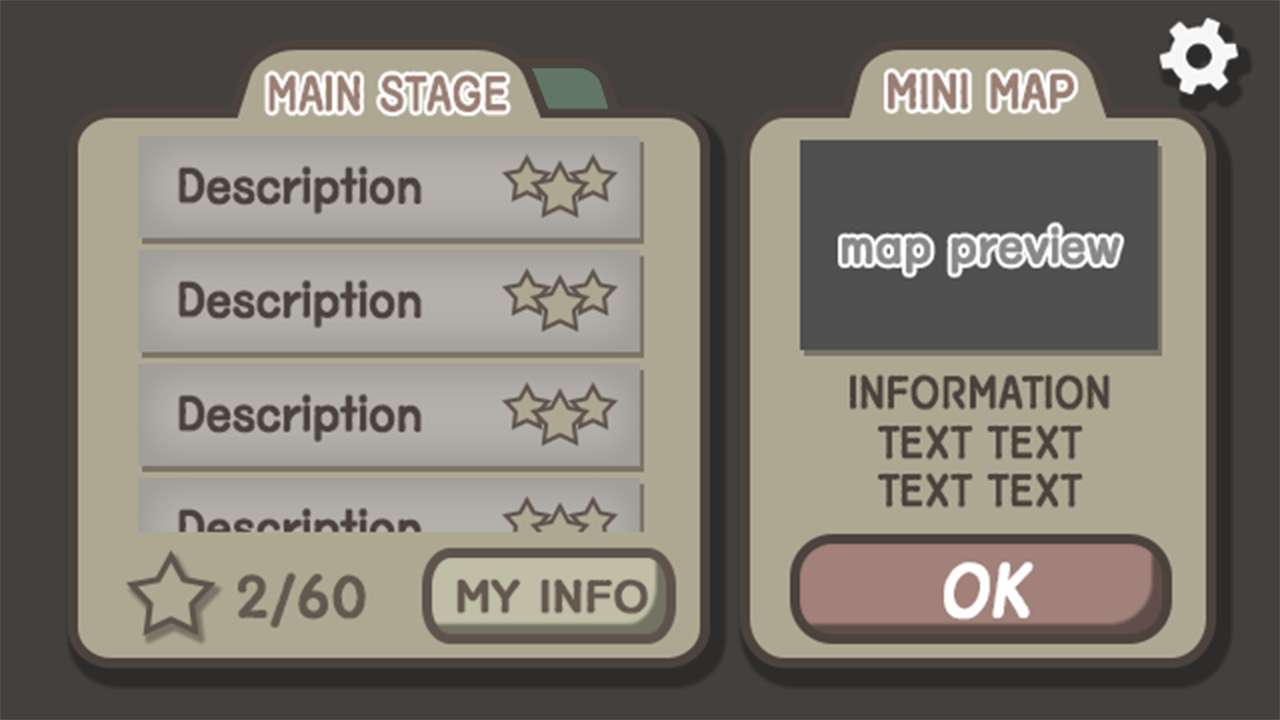 MAIN STAGE
Description
Description
Description
Description
2/60
MY INFO
MINI MAP
map preview
INFORMATION
TEXT TEXT
TEXT TEXT
OK